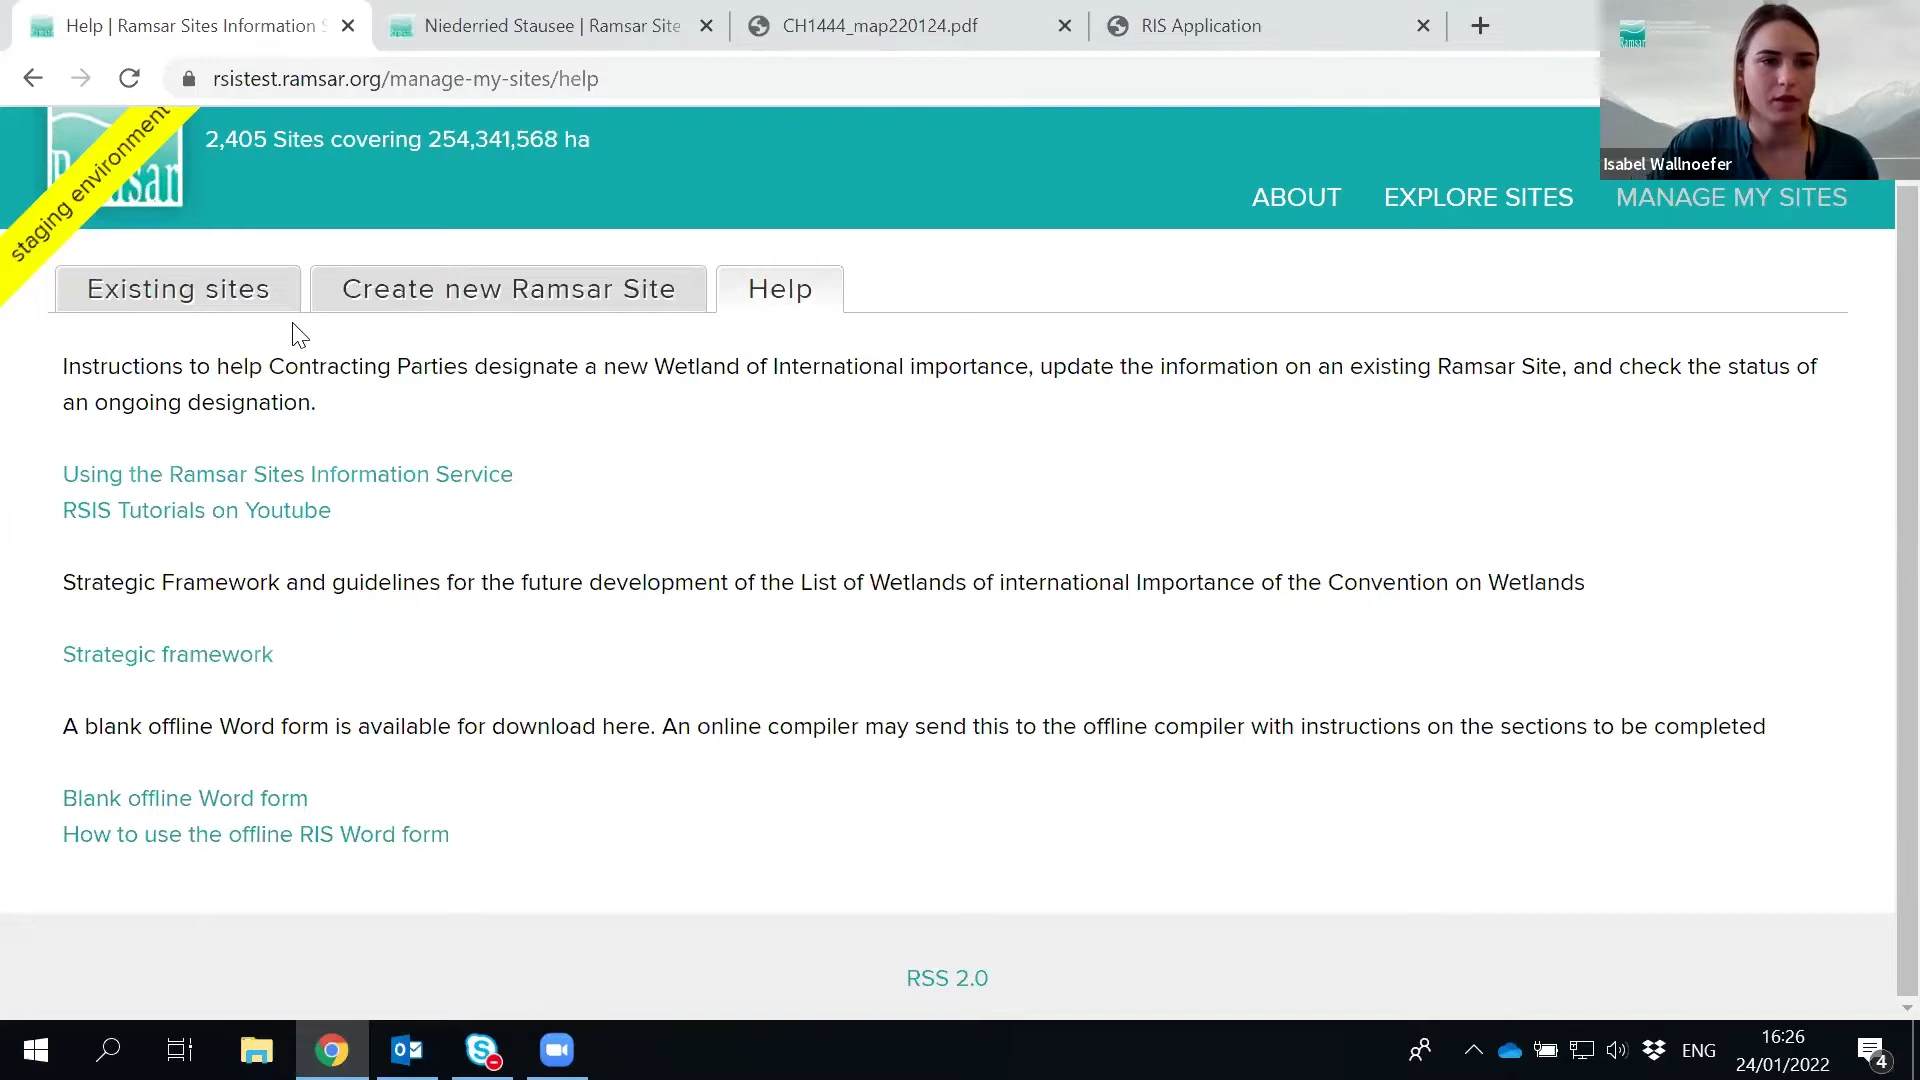 Help | Ramsar Sites Information S
Niederried Stausee | Ramsar Site
CH1444_map220124.pdf
RIS Application
rsistest.ramsar.org/manage-my-sites/help
Ramsar
Isabel Wallnoefer
staging environment
2,405 Sites covering 254,341,568 ha
ABOUT EXPLORE SITES MANAGE MY SITES
Existing sites Create new Ramsar Site Help
Instructions to help Contracting Parties designate a new Wetland of International importance, update the information on an existing Ramsar Site, and check the status of
an ongoing designation.
Using the Ramsar Sites Information Service
RSIS Tutorials on Youtube
Strategic Framework and guidelines for the future development of the List of Wetlands of international Importance of the Convention on Wetlands
Strategic framework
A blank offline Word form is available for download here. An online compiler may send this to the offline compiler with instructions on the sections to be completed
Blank offline Word form
How to use the offline RIS Word form
RSS 2.0
ENG
16:26
24/01/2022
4